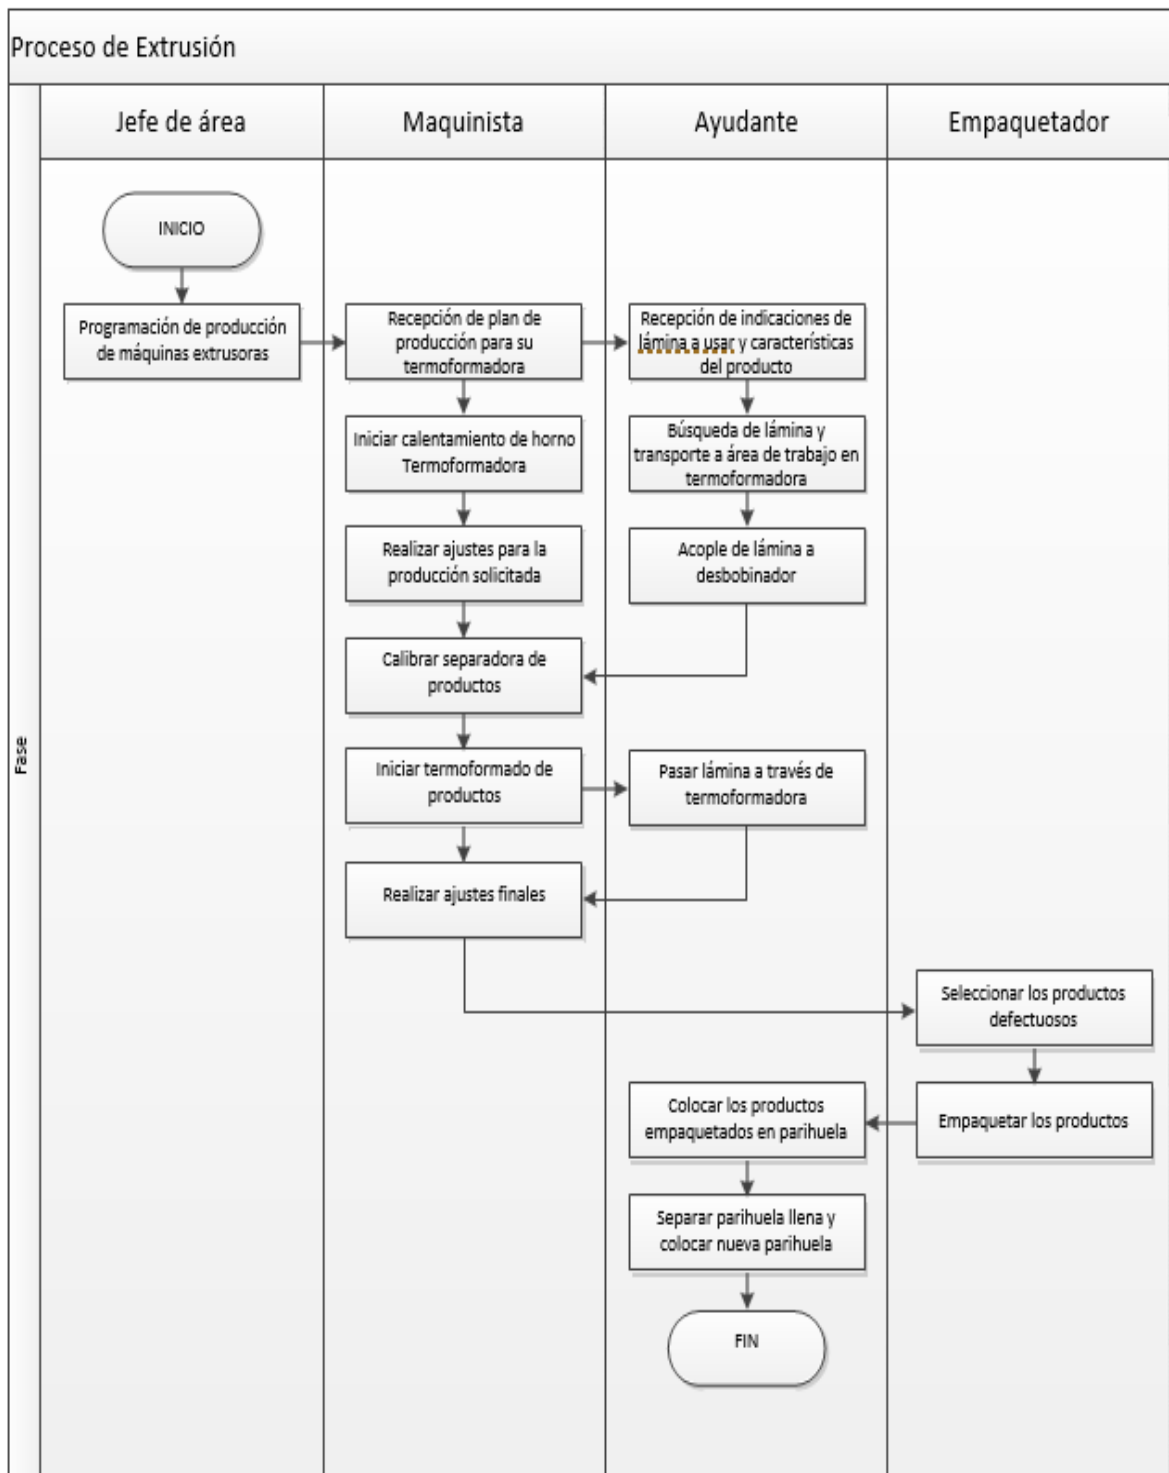 Proceso de Extrusión
Fase
Jefe de área
Maquinista
Ayudante
Empaquetador
INICIO
Programación de producción
de máquinas extrusoras
Recepción de plan de
producción para su
termoformadora
Recepción de indicaciones de
lámina a usar y características
del producto
Iniciar calentamiento de horno
Termoformadora
Búsqueda de lámina y
transporte a área de trabajo en
termoformadora
Realizar ajustes para la
producción solicitada
Acople de lámina a
desbobinador
Calibrar separadora de
productos
Iniciar termoformado de
productos
Pasar lámina a través de
termoformadora
Realizar ajustes finales
Seleccionar los productos
defectuosos
Empaquetar los productos
Colocar los productos
empaquetados en parihuela
Separar parihuela llena y
colocar nueva parihuela
FIN